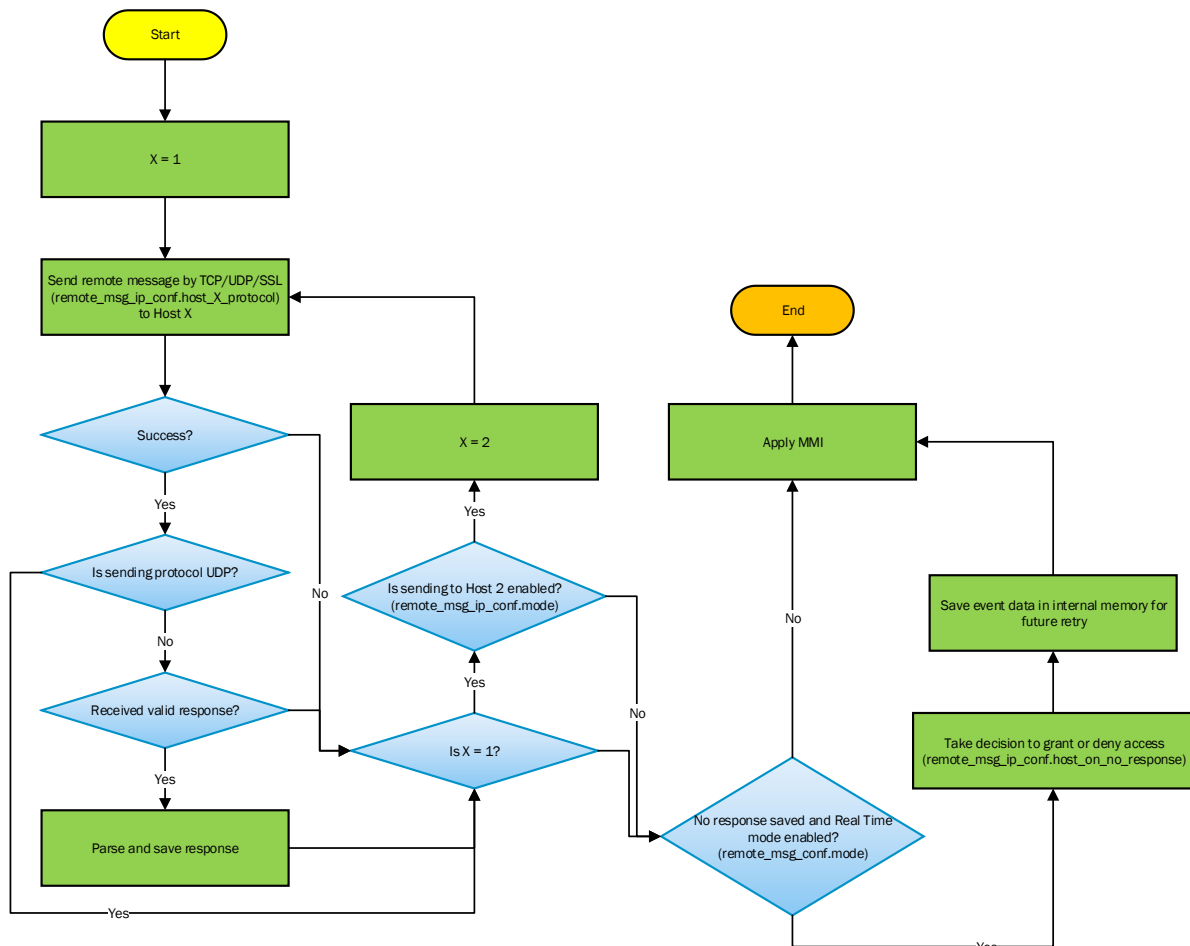 Start
X = 1
Send remote message by TCP/UDP/SSL
(remote_msg_ip_conf.host_X_protocol)
to Host X
Success?
Yes
Is sending protocol UDP?
No
Received valid response?
Yes
Parse and save response
Yes
No
X = 2
Yes
Is sending to Host 2 enabled?
(remote_msg_ip_conf.mode)
Yes
Is X = 1?
No
End
Apply MMI
No
No response saved and Real Time
mode enabled?
(remote_msg_conf.mode)
Save event data in internal memory for
future retry
Take decision to grant or deny access
(remote_msg_ip_conf.host_on_no_response)
Yes